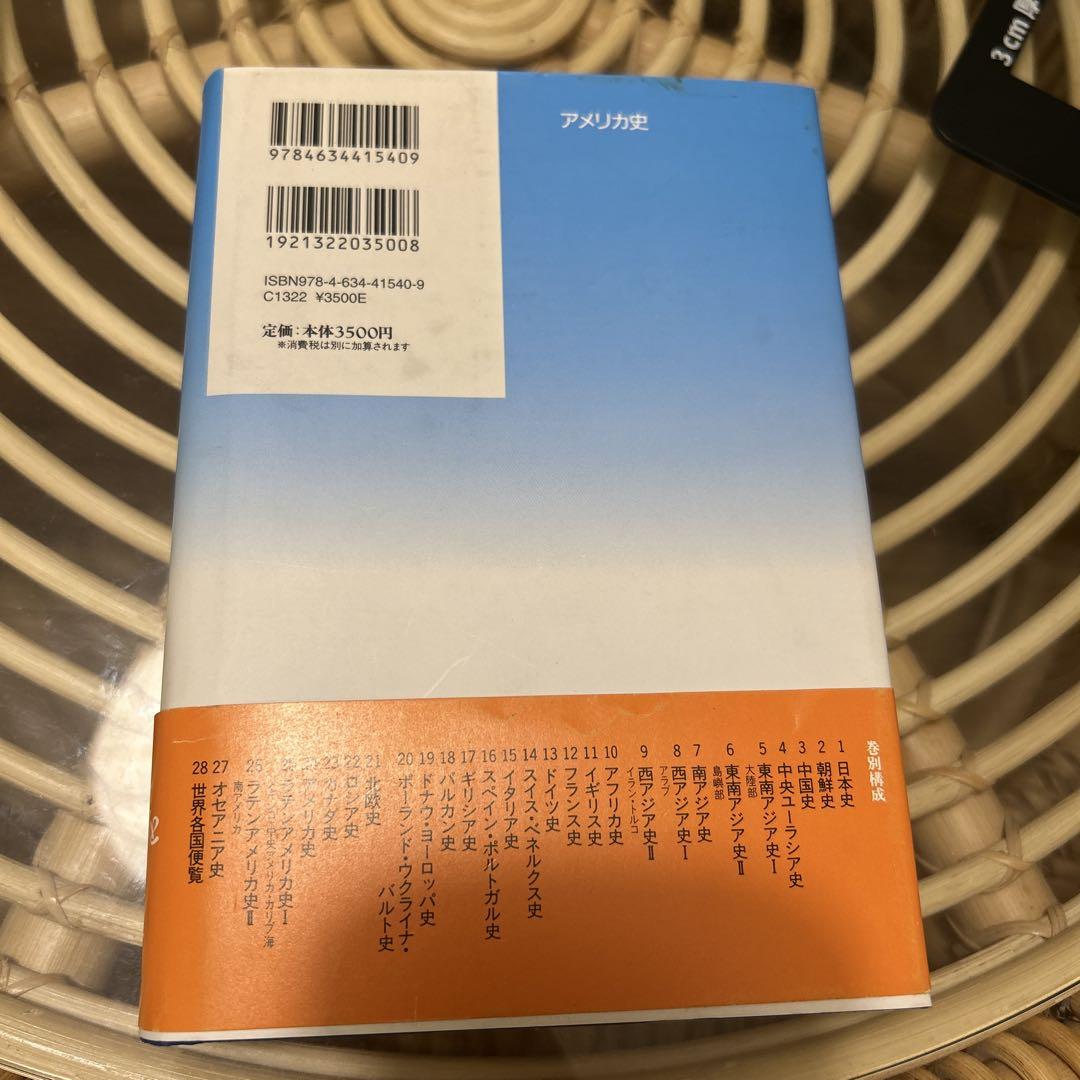 9784634415409
1921322035008
ISBN978-4-634-41540-9
C1322 ¥3500E
定価:本体3500円
※消費税は別に加算されます
アメリカ史
3cm
巻別構成
1 日本史
2 朝鮮史
3 中国史
4 中央ユーラシア史
5 東南アジア史Ⅰ
大陸部
6 東南アジア史Ⅱ
島嶼部
7 南アジア史
8 西アジア史Ⅰ
アラブ
9 西アジア史Ⅱ
イラン・トルコ
10 アフリカ史
11 イギリス史
12 フランス史
13 ドイツ史
14 スイス・ベネルクス史
15 イタリア史
16 スペイン・ポルトガル史
17 ギリシア史
18 バルカン史
19 ドナウ・ヨーロッパ史
20 ポーランド・ウクライナ・
バルト史
21 北欧史
22 ロシア史
23 カナダ史
アメリカ史
アメリカ史Ⅰ
アメリカ・カリブ海
25 ラテンアメリカ史Ⅱ
南アメリカ
27 オセアニア史
28 世界各国便覧